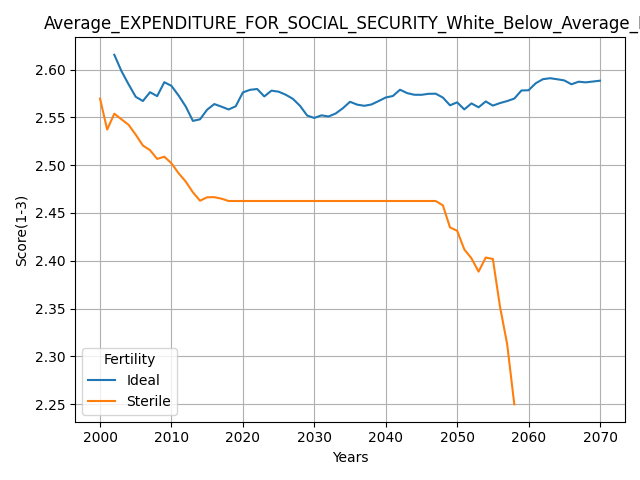 Average_EXPENDITURE_FOR_SOCIAL_SECURITY_White_Below_Average_
Score(1-3)
2.60
2.55
2.50
2.45
2.40
2.35
2.30
2.25
Fertility
Ideal
Sterile
2000 2010 2020 2030 2040 2050 2060 2070
Years